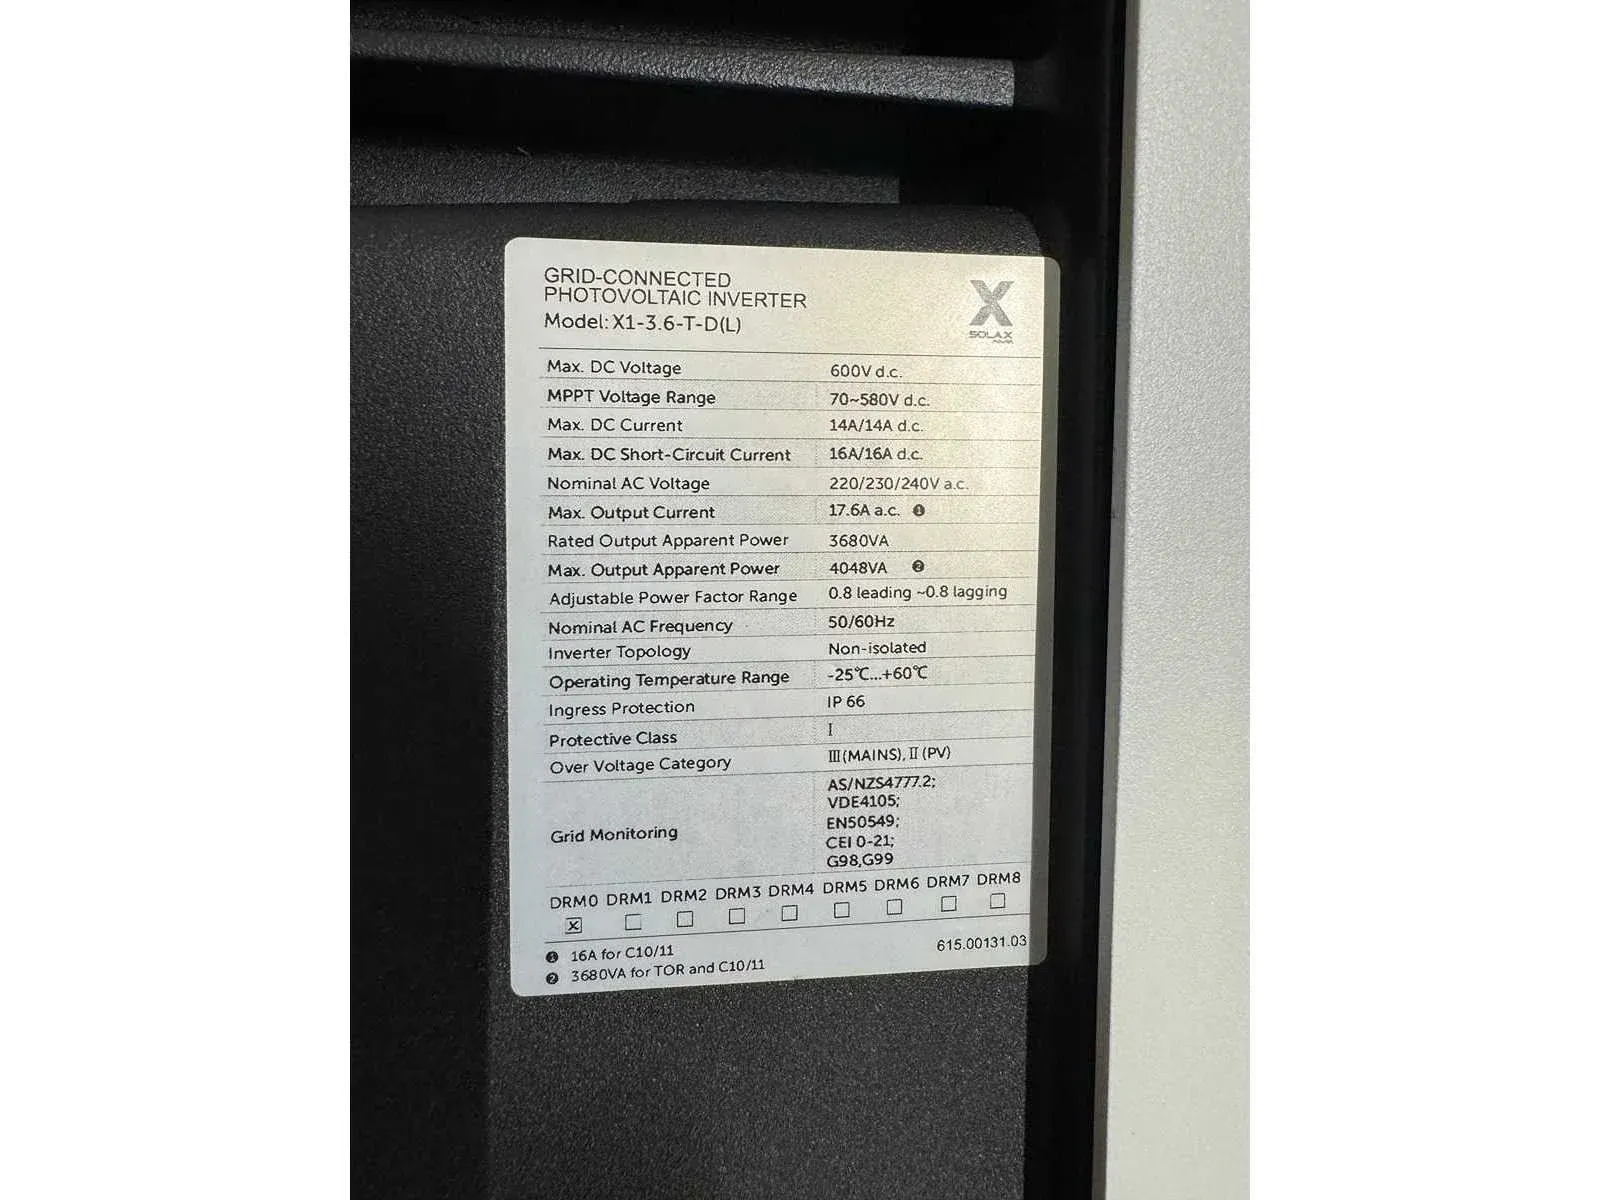 GRID-CONNECTED
PHOTOVOLTAIC INVERTER
Model: X1-3.6-T-D(L)
X
SOLAX
Max. DC Voltage 600V d.c.
MPPT Voltage Range 70~580V d.c.
Max. DC Current 14A/14A d.c.
Max. DC Short-Circuit Current 16A/16A d.c.
Nominal AC Voltage 220/230/240V a.c.
Max. Output Current 17.6A a.c. ❶
Rated Output Apparent Power 3680VA
Max. Output Apparent Power 4048VA ❷
Adjustable Power Factor Range 0.8 leading ~0.8 lagging
Nominal AC Frequency 50/60Hz
Inverter Topology Non-isolated
Operating Temperature Range -25℃...+60℃
Ingress Protection IP 66
Protective Class I
Over Voltage Category Ⅲ(MAINS), Ⅱ(PV)
AS/NZS4777.2;
VDE4105;
Grid Monitoring EN50549;
CEI 0-21;
G98,G99
DRM0 DRM1 DRM2 DRM3 DRM4 DRM5 DRM6 DRM7 DRM8
☒ ☐ ☐ ☐ ☐ ☐ ☐ ☐ ☐
❶ 16A for C10/11 615.00131.03
❷ 3680VA for TOR and C10/11